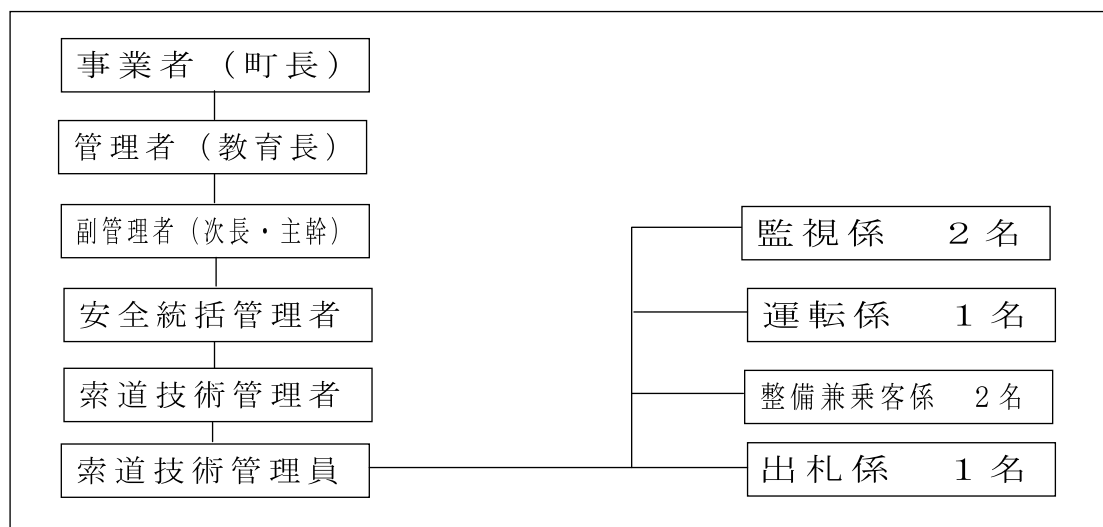 事業者（町長）
管理者（教育長）
副管理者（次長・主幹）
安全統括管理者
索道技術管理者
索道技術管理員
監視係　２名
運転係　１名
整備兼乗客係　２名
出札係　１名